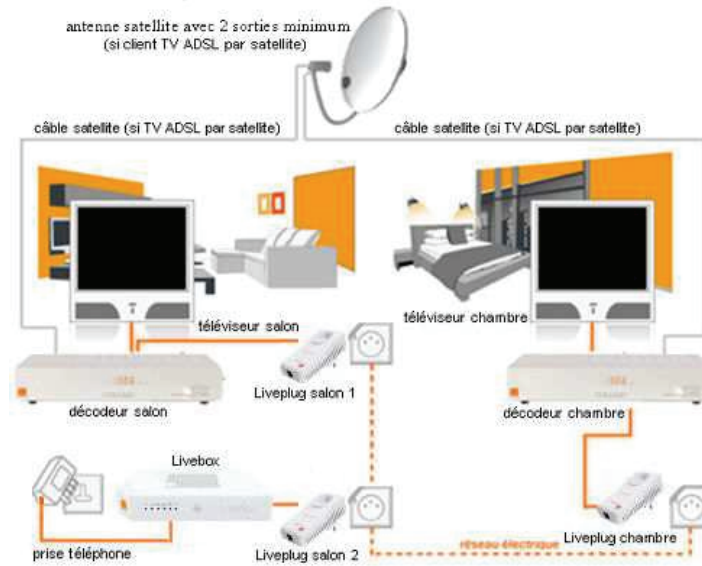 antenne satellite avec 2 sorties minimum
(si client TV ADSL par satellite)
câble satellite (si TV ADSL par satellite)
câble satellite (si TV ADSL par satellite)
téléviseur salon
téléviseur chambre
Liveplug salon 1
décodeur salon
décodeur chambre
Livebox
prise téléphone
Liveplug salon 2
réseau électrique
Liveplug chambre